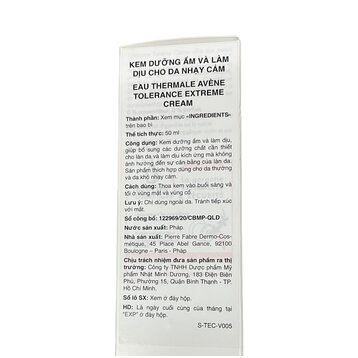 KEM DƯỠNG ẨM VÀ LÀM
DỊU CHO DA NHẠY CẢM
EAU THERMALE AVÈNE
TOLERANCE EXTREME
CREAM
Thành phần: Xem mục «INGREDIENTS»
trên bao bì
Thể tích thực: 50 ml
Công dụng: Kem dưỡng ẩm và làm dịu,
giúp bổ sung các dưỡng chất cần thiết
cho làn da và làm dịu kích ứng mà không
ảnh hưởng đến sự cân bằng của làn da.
Sản phẩm thích hợp dùng cho da thường
và da khô nhạy cảm.
Cách dùng: Thoa kem vào buổi sáng và
tối ở vùng mặt và vùng cổ.
Lưu ý: Chỉ dùng ngoài da. Tránh tiếp xúc
với mắt.
Số công bố: 122969/20/CBMP-QLD
Nước sản xuất: Pháp.
Nhà sản xuất: Pierre Fabre Dermo-Cos-
metique, 45 Place Abel Gance, 92100
Boulogne – Paris - Pháp
Chịu trách nhiệm đưa sản phẩm ra thị
trường: Công ty TNHH Dược phẩm Mỹ
phẩm Nhật Minh Dương, 183 Điện Biên
Phủ, Phường 15, Quận Bình Thạnh - TP.
Hồ Chí Minh.
Số lô SX: Xem ở đáy hộp.
HD: Là ngày cuối cùng của tháng tại
"EXP" ở đáy hộp.
S-TEC-V005